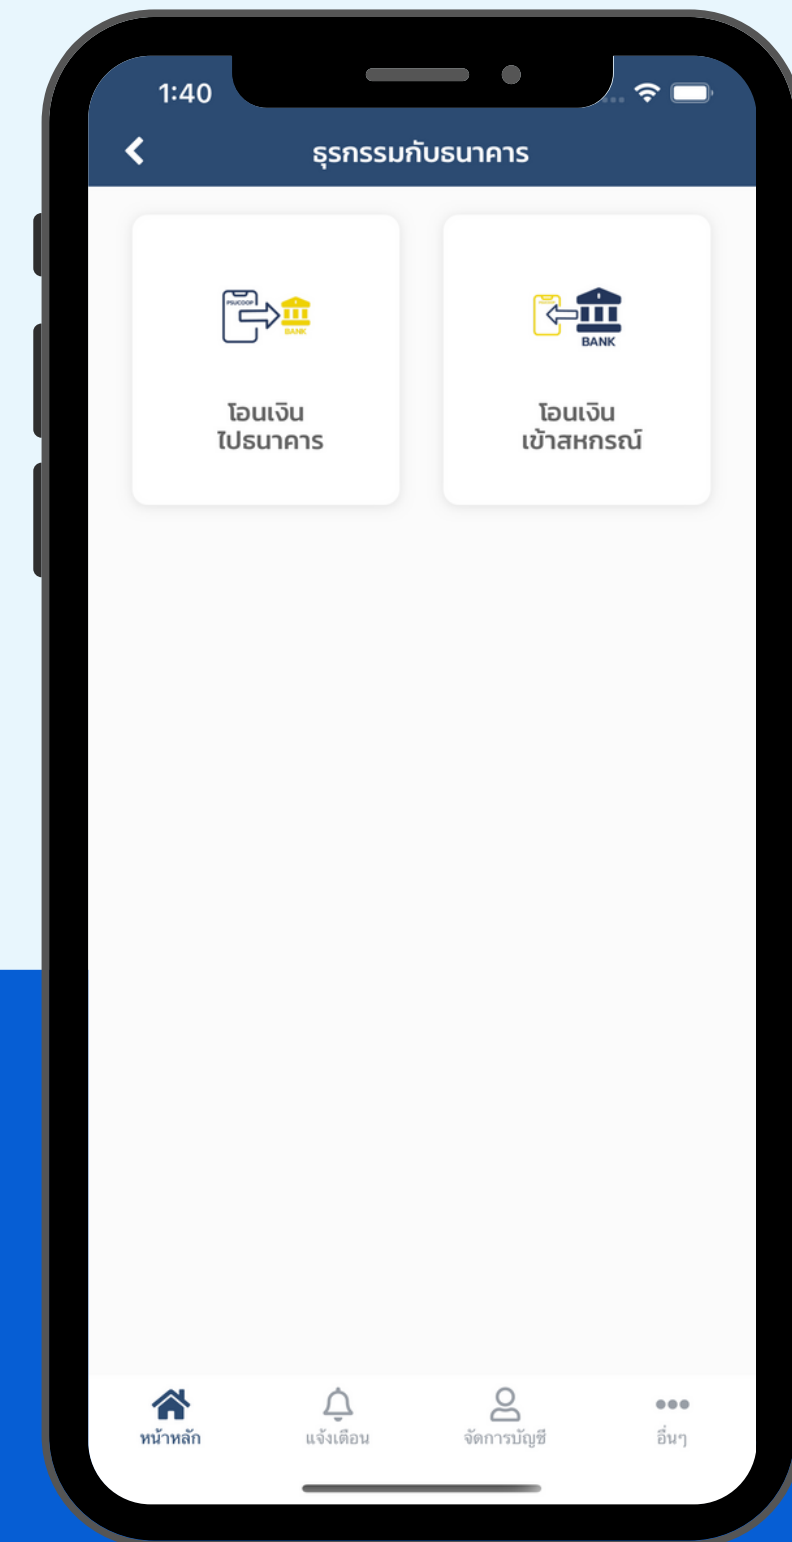 1:40
ธุรกรรมกับธนาคาร
PSUCOOP
BANK
BANK
โอนเงิน
ไปธนาคาร
โอนเงิน
เข้าสหกรณ์
หน้าหลัก
แจ้งเตือน
จัดการบัญชี
อื่นๆ